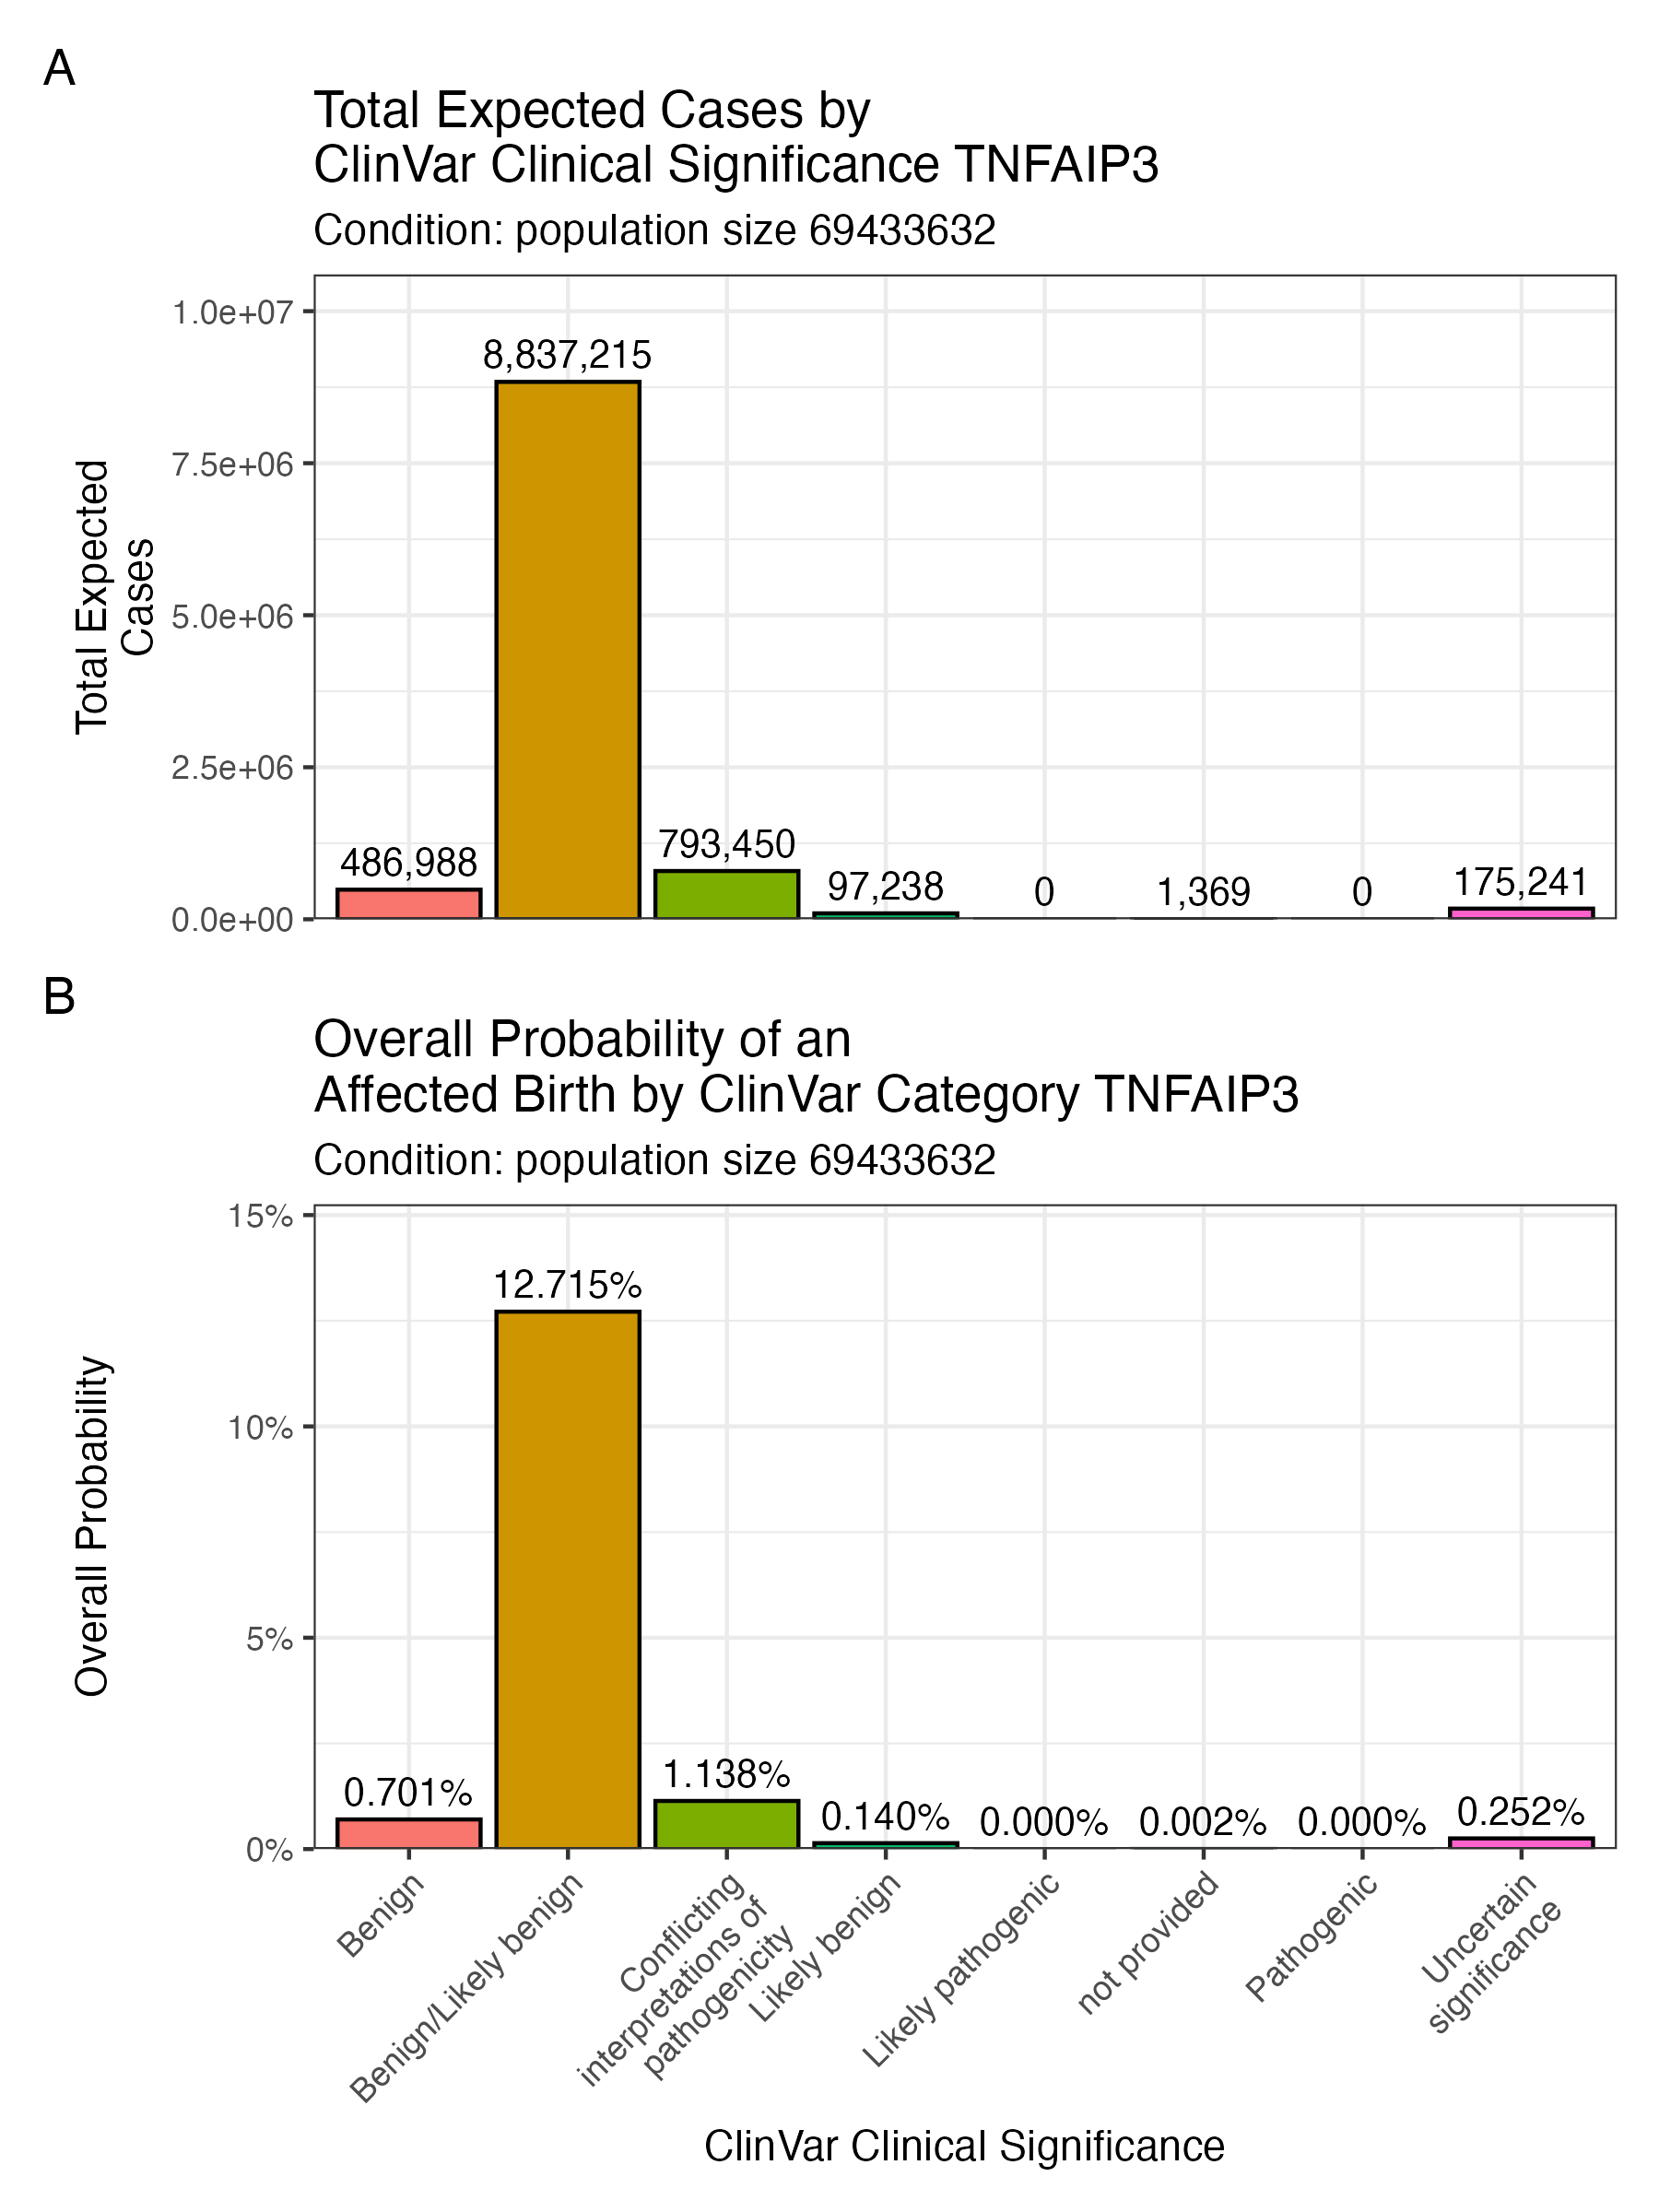 A
Total Expected Cases by
ClinVar Clinical Significance TNFAIP3
Condition: population size 69433632
1.0e+07
7.5e+06
5.0e+06
2.5e+06
0.0e+00
Total Expected
Cases
486,988
8,837,215
793,450
97,238
0
1,369
0
175,241
B
Overall Probability of an
Affected Birth by ClinVar Category TNFAIP3
Condition: population size 69433632
15%
10%
5%
0%
Overall Probability
0.701%
12.715%
1.138%
0.140%
0.000%
0.002%
0.000%
0.252%
Benign
Benign/Likely benign
Conflicting
interpretations of
pathogenicity
Likely benign
Likely pathogenic
not provided
Pathogenic
Uncertain
significance
ClinVar Clinical Significance